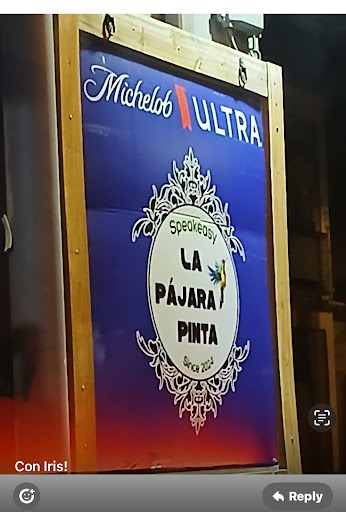 Michelob ULTRA
Speakeasy
LA
PÁJARA
PINTA
Since 2024
Con Iris!
Reply